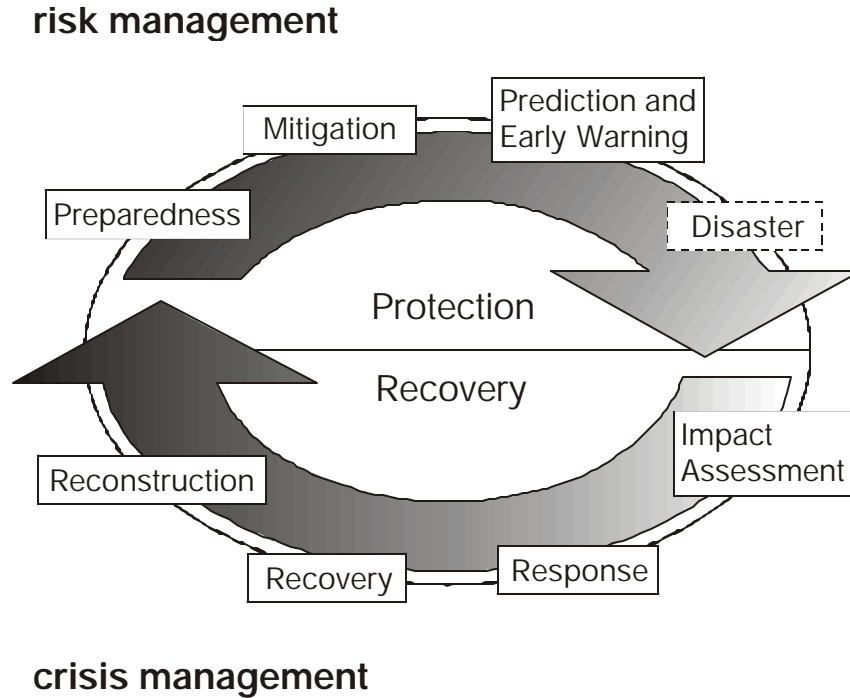 risk management
Mitigation
Prediction and
Early Warning
Preparedness
Disaster
Protection
Recovery
Impact
Assessment
Reconstruction
Recovery
Response
crisis management